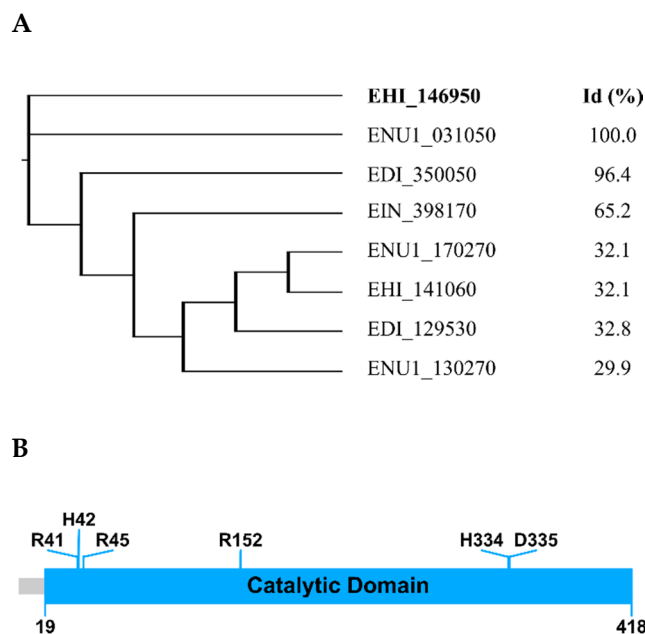 A
EHI_146950 Id (%)
ENU1_031050 100.0
EDI_350050 96.4
EIN_398170 65.2
ENU1_170270 32.1
EHI_141060 32.1
EDI_129530 32.8
ENU1_130270 29.9
B
H42
R41 R45 R152 H334 D335
Catalytic Domain
19 418